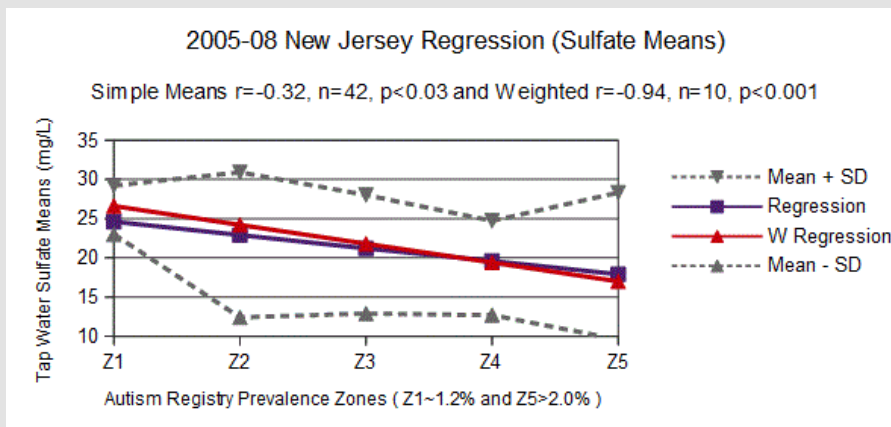 2005-08 New Jersey Regression (Sulfate Means)
Simple Means r=-0.32, n=42, p<0.03 and Weighted r=-0.94, n=10, p<0.001
Tap Water Sulfate Means (mg/L)
35
30
25
20
15
10
Z1 Z2 Z3 Z4 Z5
Autism Registry Prevalence Zones ( Z1~1.2% and Z5>2.0% )
Mean + SD
Regression
W Regression
Mean - SD